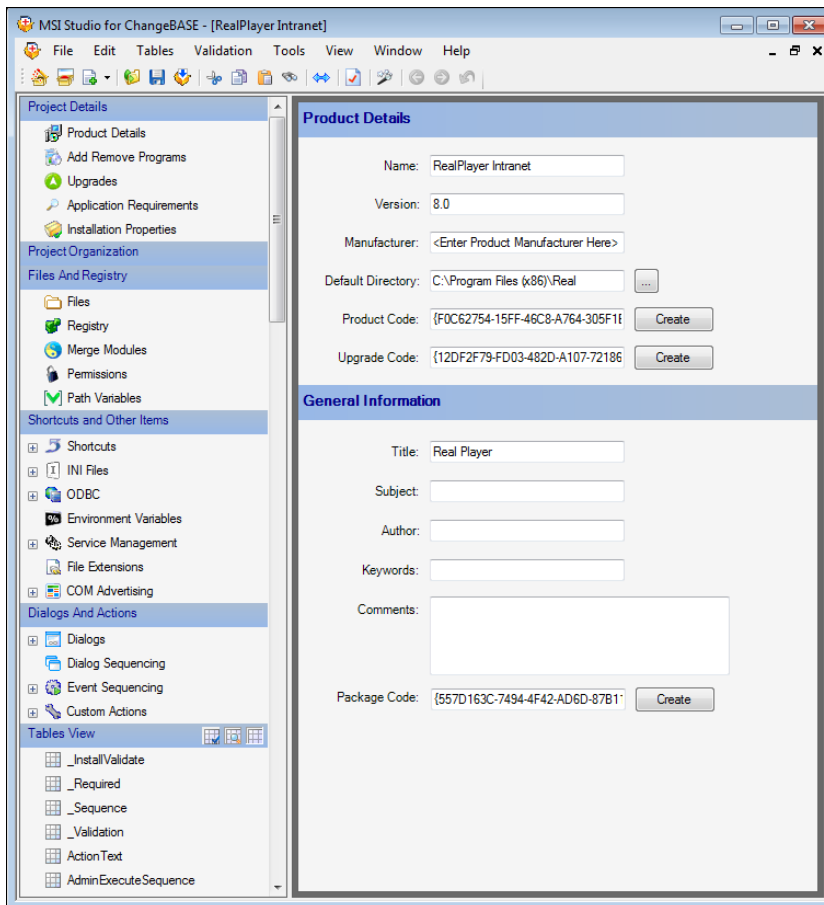 MSI Studio for ChangeBASE - [RealPlayer Intranet]
File Edit Tables Validation Tools View Window Help
Project Details
Product Details
Add Remove Programs
Upgrades
Application Requirements
Installation Properties
Project Organization
Files And Registry
Files
Registry
Merge Modules
Permissions
Path Variables
Shortcuts and Other Items
Shortcuts
INI Files
ODBC
Environment Variables
Service Management
File Extensions
COM Advertising
Dialogs And Actions
Dialogs
Dialog Sequencing
Event Sequencing
Custom Actions
Tables View
_InstallValidate
_Required
_Sequence
_Validation
ActionText
AdminExecuteSequence
Product Details
Name: RealPlayer Intranet
Version: 8.0
Manufacturer: <Enter Product Manufacturer Here>
Default Directory: C:\Program Files (x86)\Real ...
Product Code: {F0C62754-15FF-46C8-A764-305F1E Create
Upgrade Code: {12DF2F79-FD03-482D-A107-72186 Create
General Information
Title: Real Player
Subject:
Author:
Keywords:
Comments:
Package Code: {557D163C-7494-4F42-AD6D-87B1 Create